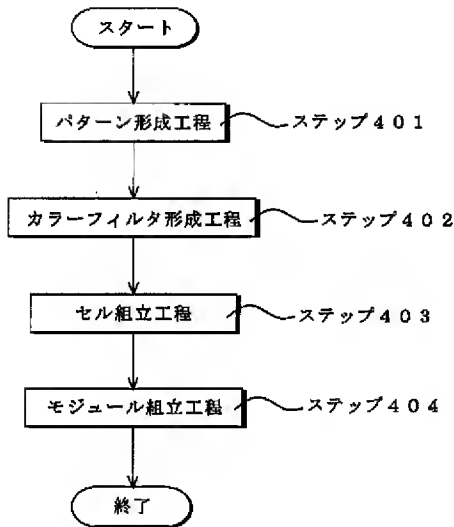 スタート
パターン形成工程
ステップ401
カラーフィルタ形成工程
ステップ402
セル組立工程
ステップ403
モジュール組立工程
ステップ404
終了